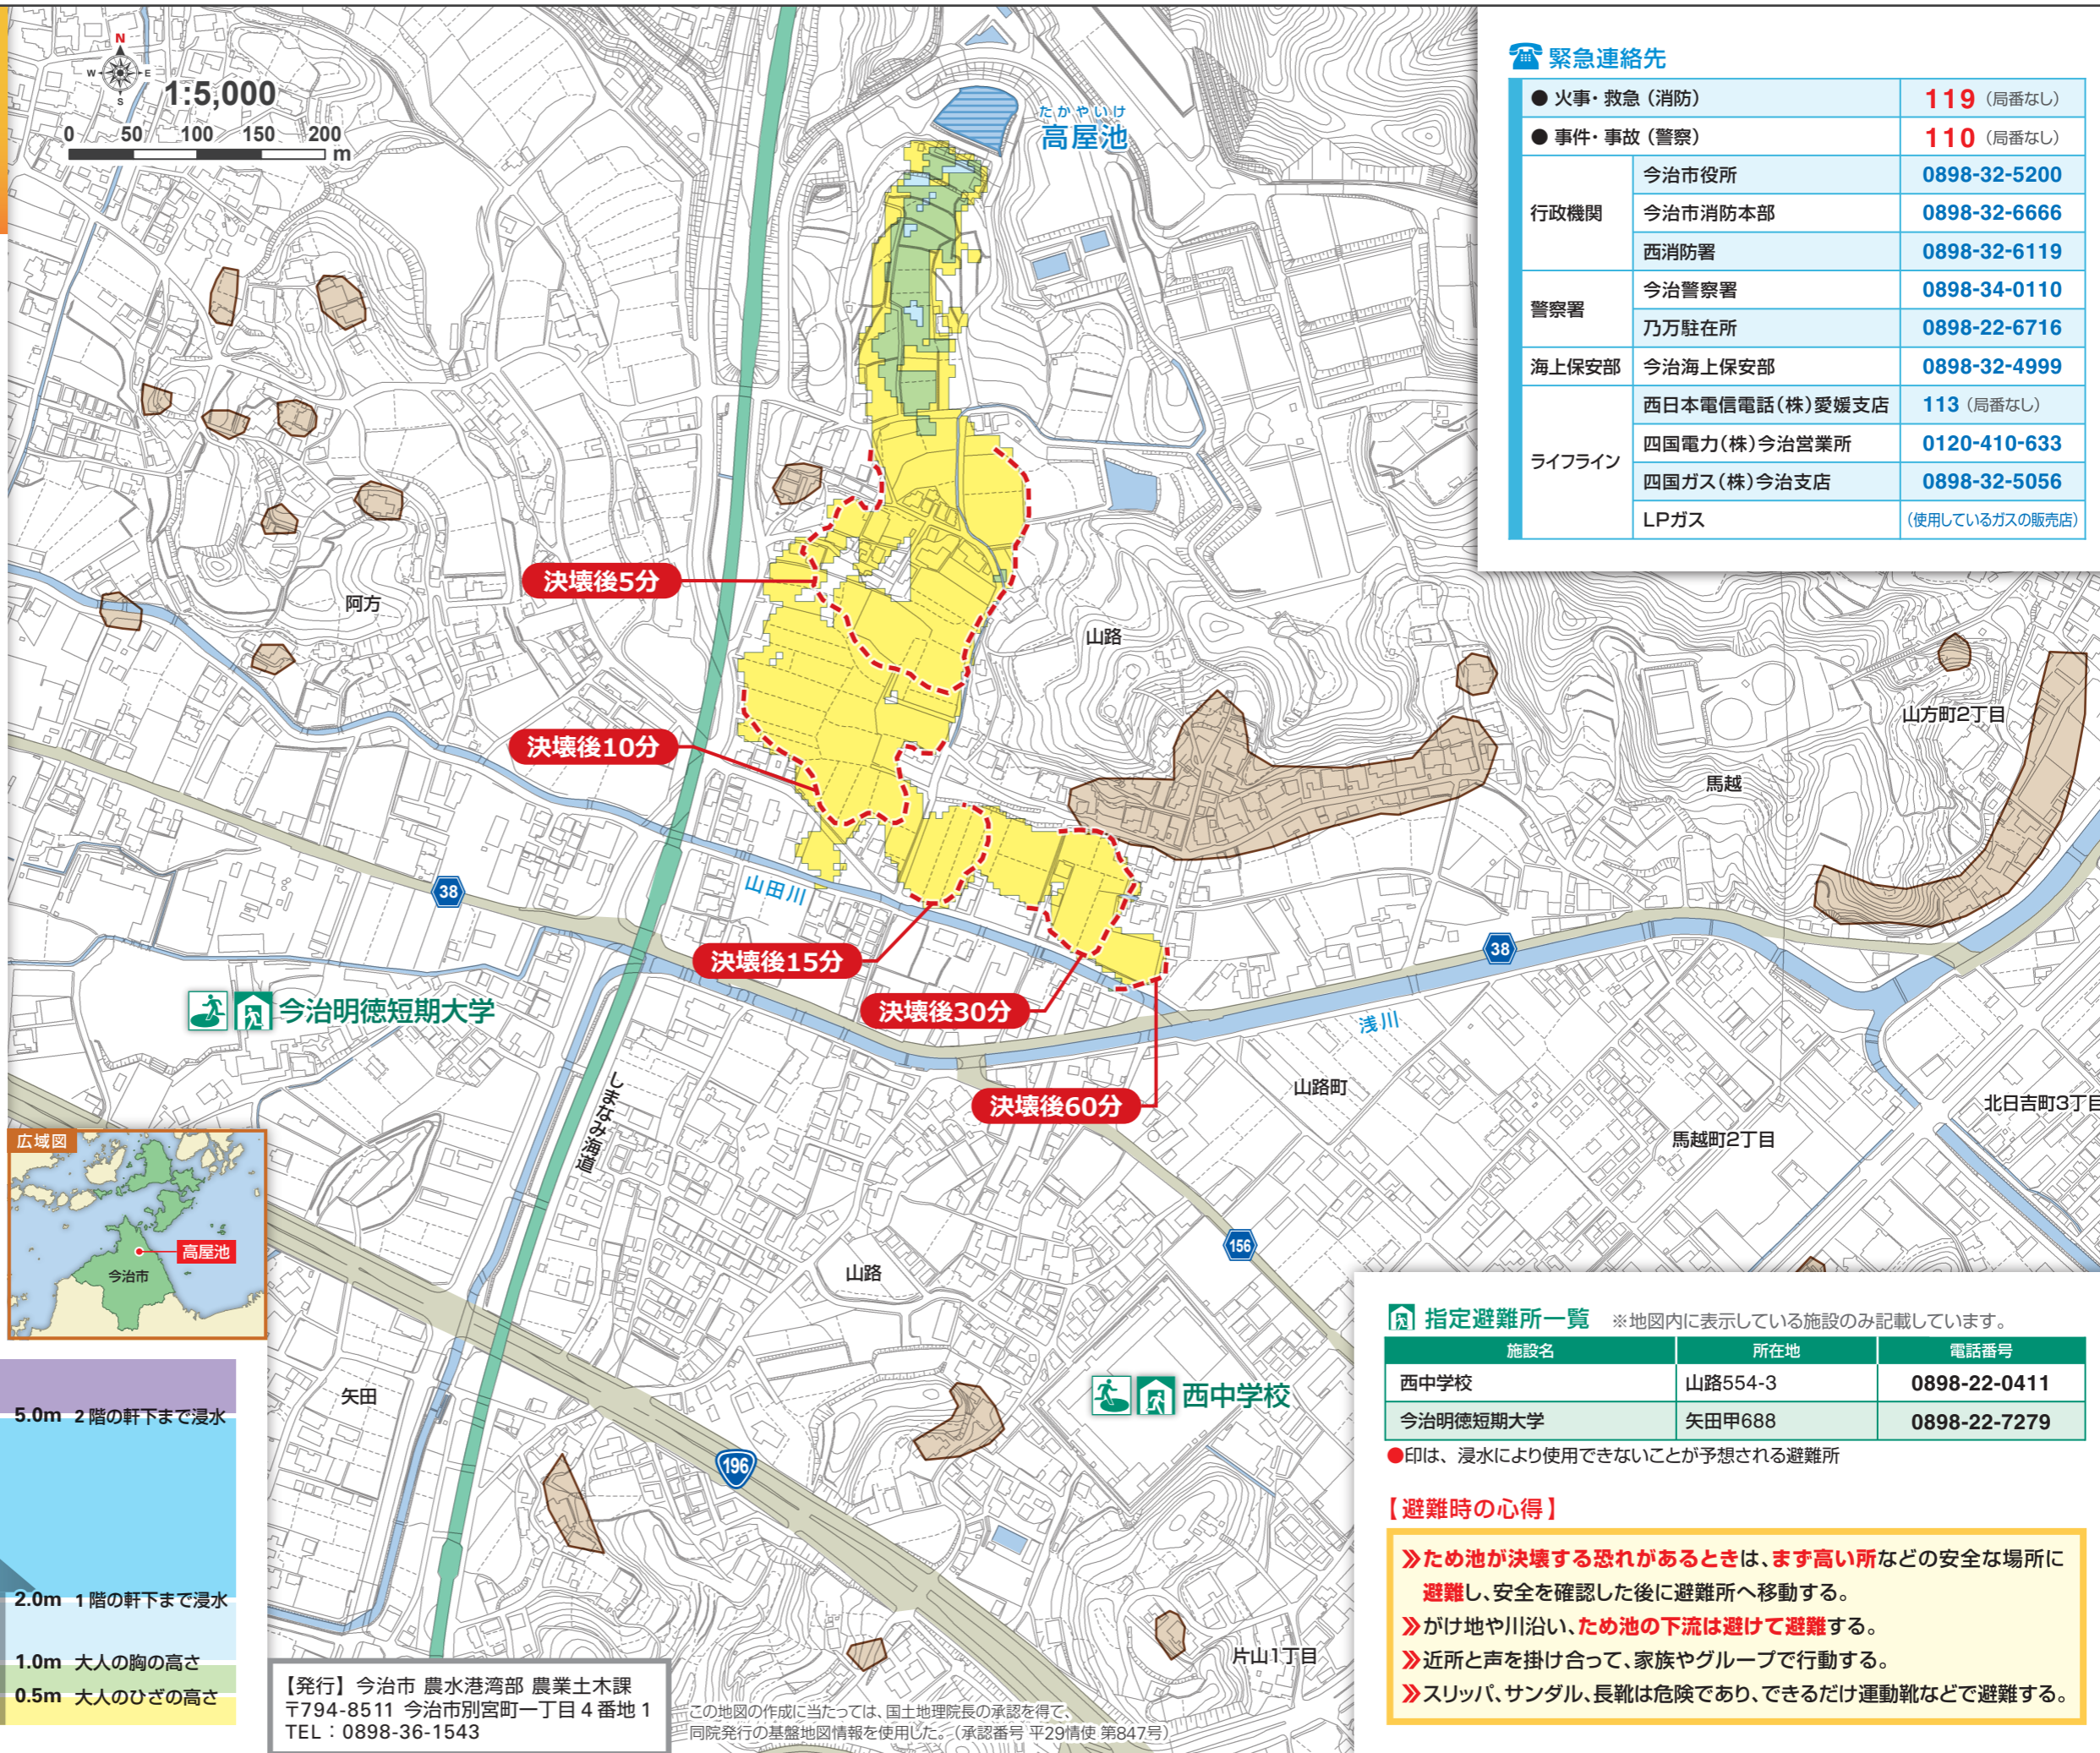 N
W
E
S
1:5,000
0 50 100 150 200
m
たかやいけ
高屋池
緊急連絡先
● 火事・救急(消防) 119(局番なし)
● 事件・事故(警察) 110(局番なし)
行政機関
今治市役所 0898-32-5200
今治市消防本部 0898-32-6666
西消防署 0898-32-6119
警察署
今治警察署 0898-34-0110
乃万駐在所 0898-22-6716
海上保安部 今治海上保安部 0898-32-4999
ライフライン
西日本電信電話(株)愛媛支店 113(局番なし)
四国電力(株)今治営業所 0120-410-633
四国ガス(株)今治支店 0898-32-5056
LPガス (使用しているガスの販売店)
決壊後5分
阿方
山路
決壊後10分
山方町2丁目
馬越
38
山田川
決壊後15分
38
決壊後30分
今治明徳短期大学
浅川
決壊後60分
山路町
しまなみ海道
北日吉町3丁目
馬越町2丁目
広域図
高屋池
今治市
156
山路
矢田
西中学校
196
片山1丁目
5.0m 2階の軒下まで浸水
2.0m 1階の軒下まで浸水
1.0m 大人の胸の高さ
0.5m 大人のひざの高さ
【発行】今治市 農水港湾部 農業土木課
〒794-8511 今治市別宮町一丁目4番地1
TEL:0898-36-1543
この地図の作成に当たっては、国土地理院長の承認を得て、
同院発行の基盤地図情報を使用した。(承認番号 平29情使 第847号)
指定避難所一覧 ※地図内に表示している施設のみ記載しています。
施設名 所在地 電話番号
西中学校 山路554-3 0898-22-0411
今治明徳短期大学 矢田甲688 0898-22-7279
●印は、浸水により使用できないことが予想される避難所
【避難時の心得】
≫ため池が決壊する恐れがあるときは、まず高い所などの安全な場所に
避難し、安全を確認した後に避難所へ移動する。
≫がけ地や川沿い、ため池の下流は避けて避難する。
≫近所と声を掛け合って、家族やグループで行動する。
≫スリッパ、サンダル、長靴は危険であり、できるだけ運動靴などで避難する。